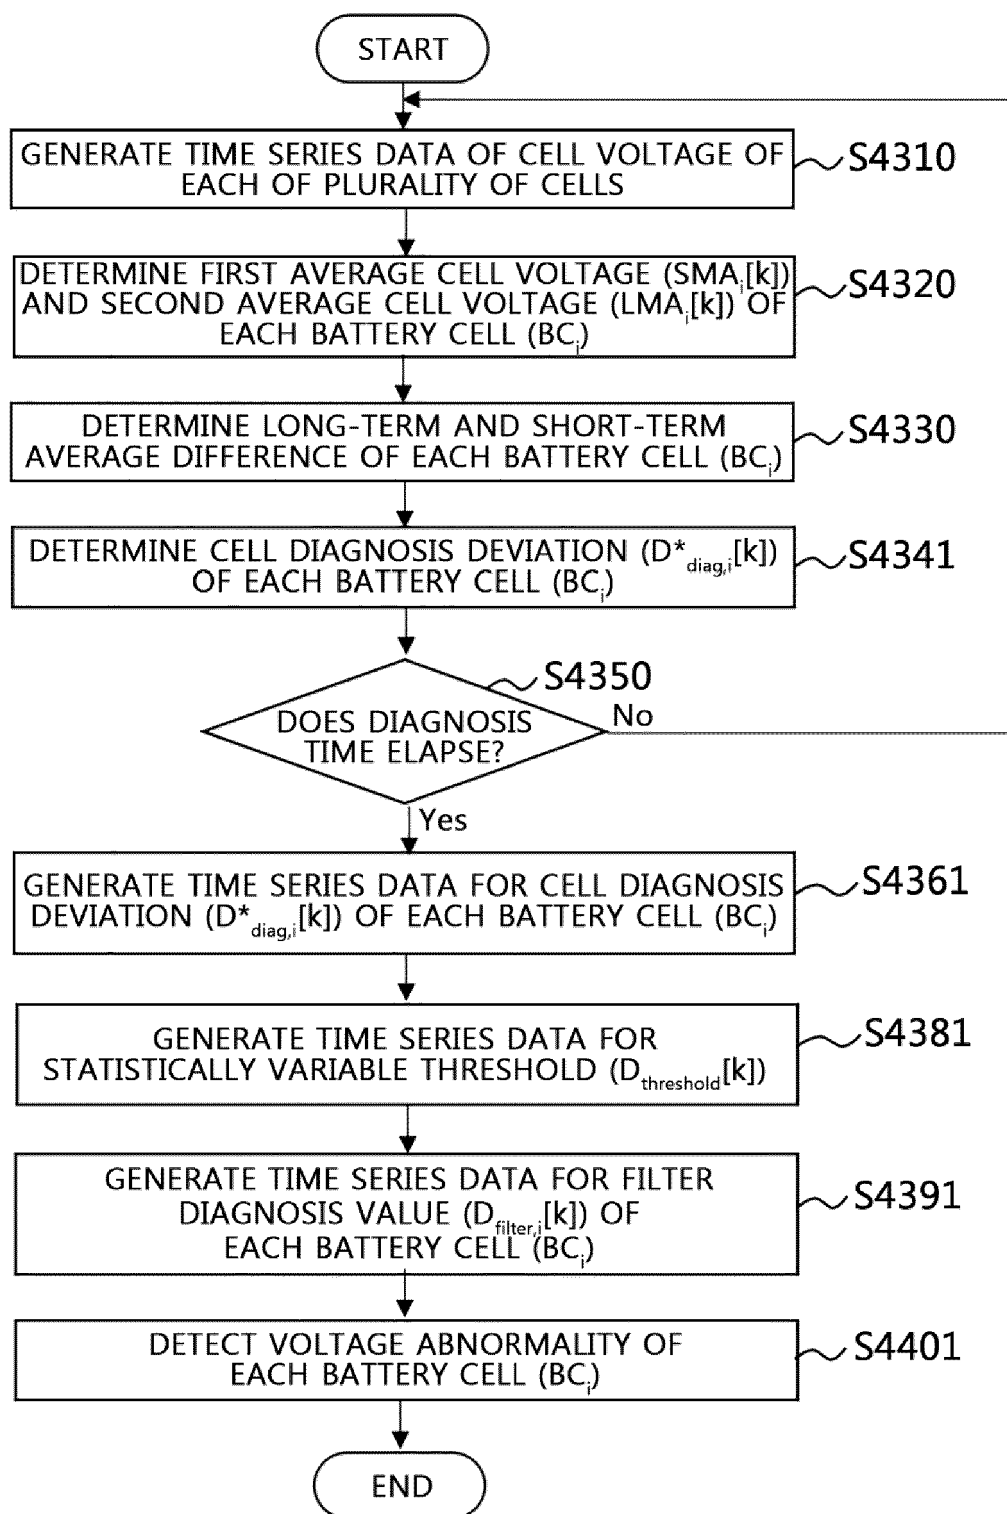 START
GENERATE TIME SERIES DATA OF CELL VOLTAGE OF
EACH OF PLURALITY OF CELLS
S4310
DETERMINE FIRST AVERAGE CELL VOLTAGE (SMAi[k])
AND SECOND AVERAGE CELL VOLTAGE (LMAi[k]) OF
EACH BATTERY CELL (BCi)
S4320
DETERMINE LONG-TERM AND SHORT-TERM
AVERAGE DIFFERENCE OF EACH BATTERY CELL (BCi)
S4330
DETERMINE CELL DIAGNOSIS DEVIATION (D*diag,i[k])
OF EACH BATTERY CELL (BCi)
S4341
S4350
DOES DIAGNOSIS
TIME ELAPSE?
No
Yes
GENERATE TIME SERIES DATA FOR CELL DIAGNOSIS
DEVIATION (D*diag,i[k]) OF EACH BATTERY CELL (BCi)
S4361
GENERATE TIME SERIES DATA FOR
STATISTICALLY VARIABLE THRESHOLD (Dthreshold[k])
S4381
GENERATE TIME SERIES DATA FOR FILTER
DIAGNOSIS VALUE (Dfilter,i[k]) OF
EACH BATTERY CELL (BCi)
S4391
DETECT VOLTAGE ABNORMALITY OF
EACH BATTERY CELL (BCi)
S4401
END